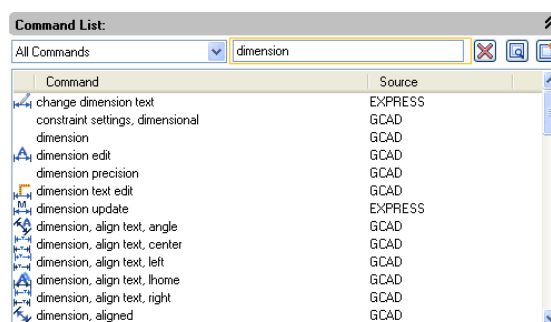 Command List:
All Commands dimension
Command Source
change dimension text EXPRESS
constraint settings, dimensional GCAD
dimension GCAD
dimension edit GCAD
dimension precision GCAD
dimension text edit GCAD
dimension update EXPRESS
dimension, align text, angle GCAD
dimension, align text, center GCAD
dimension, align text, left GCAD
dimension, align text, lhome GCAD
dimension, align text, right GCAD
dimension, aligned GCAD